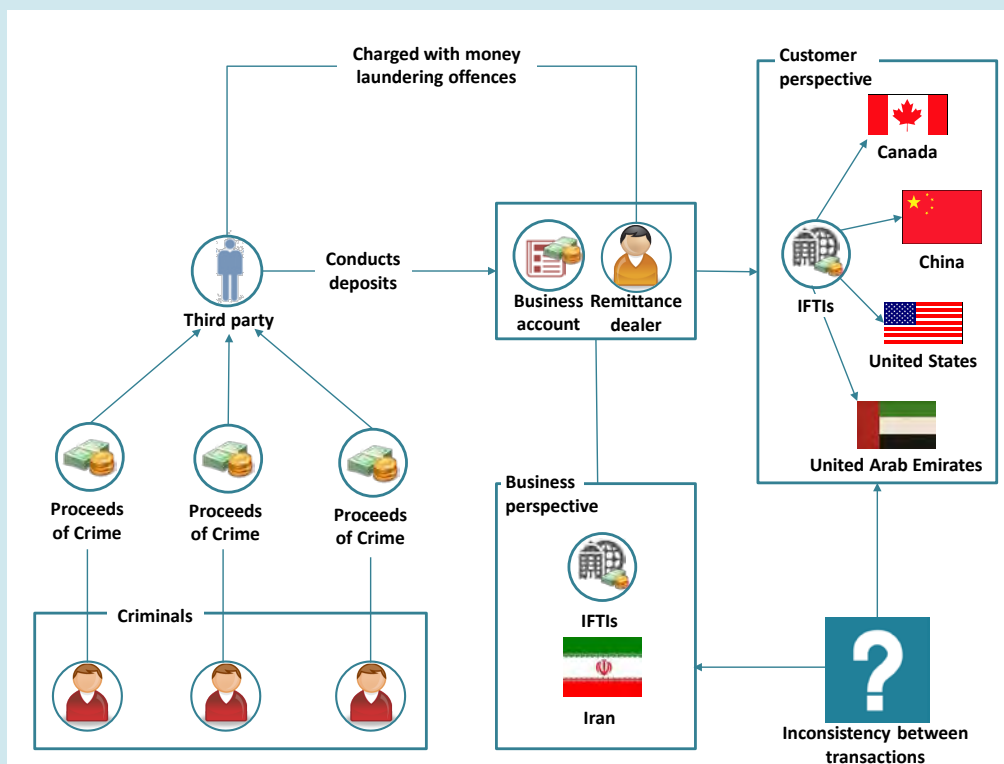 Charged with money
laundering offences
Customer
perspective
Canada
China
IFTIs
United States
United Arab Emirates
Third party
Conducts
deposits
Business
account
Remittance
dealer
Proceeds
of Crime
Proceeds
of Crime
Proceeds
of Crime
Criminals
Business
perspective
IFTIs
Iran
?
Inconsistency between
transactions